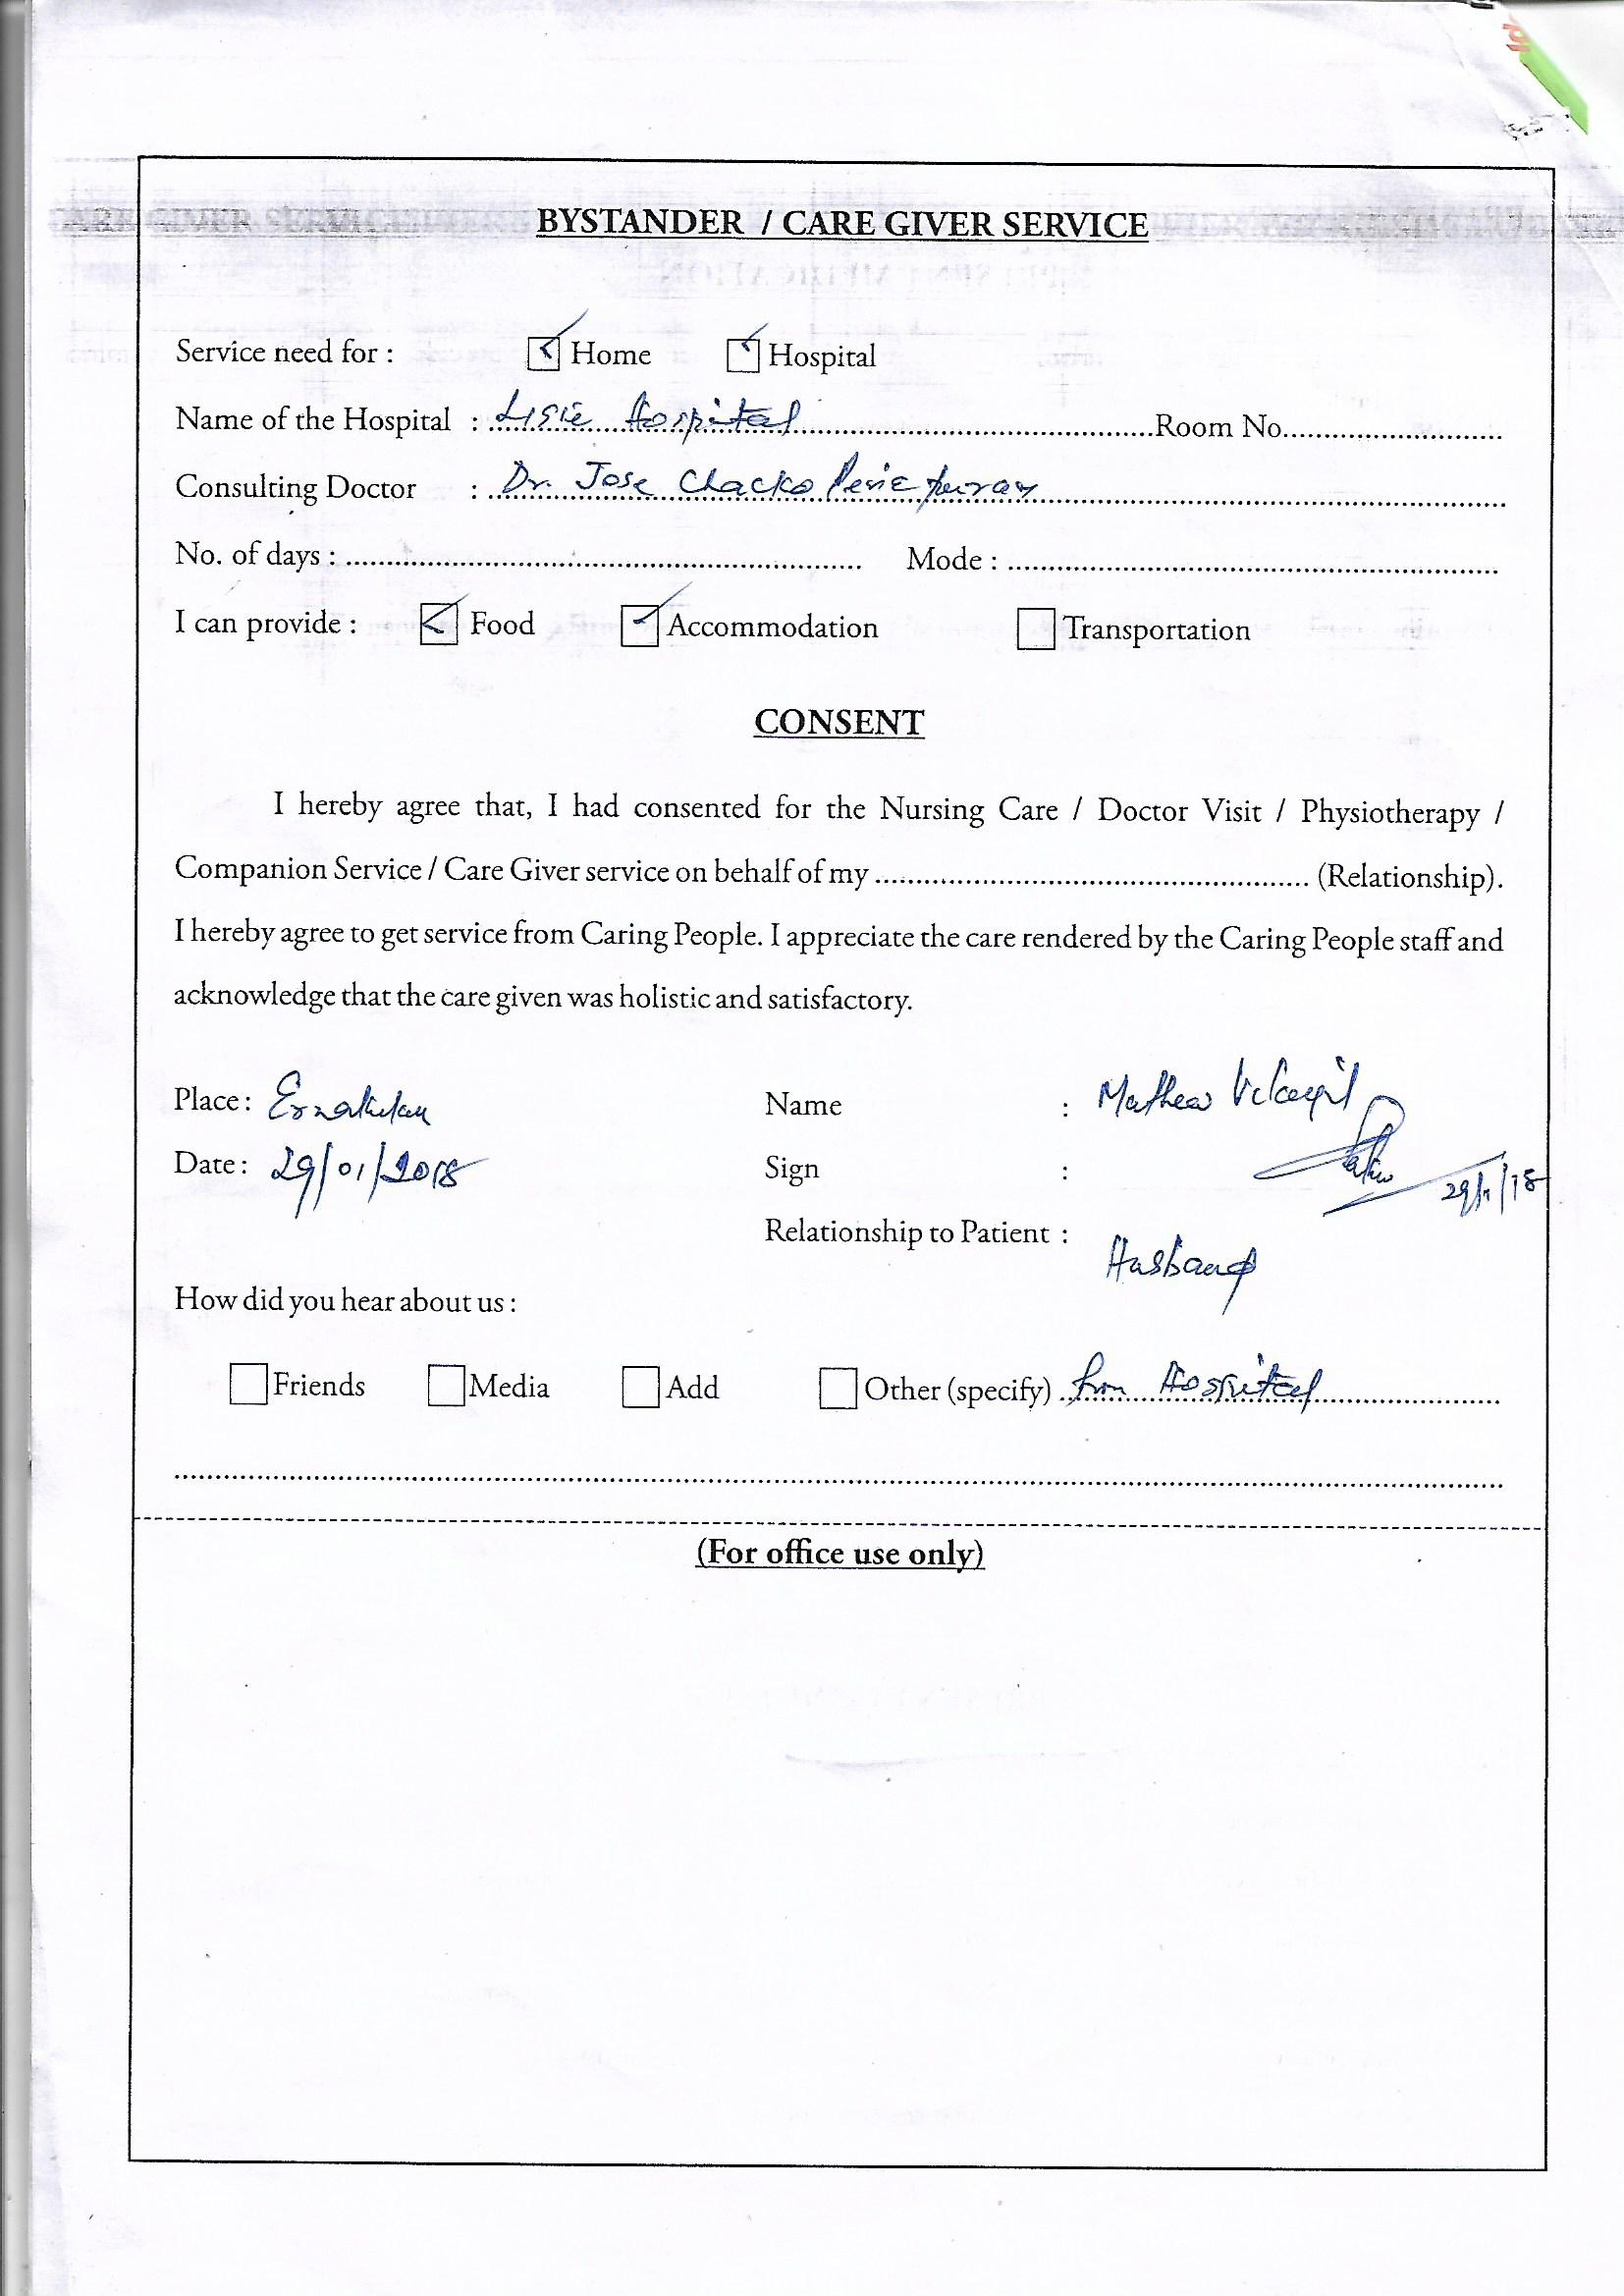 BYSTANDER / CARE GIVER SERVICE
Service need for : ☑ Home ☑ Hospital
Name of the Hospital : Lisie Hospital Room No.
Consulting Doctor : Dr. Jose Chacko
No. of days : Mode :
I can provide : ☑ Food ☑ Accommodation ☐ Transportation
CONSENT
I hereby agree that, I had consented for the Nursing Care / Doctor Visit / Physiotherapy /
Companion Service / Care Giver service on behalf of my (Relationship).
I hereby agree to get service from Caring People. I appreciate the care rendered by the Caring People staff and
acknowledge that the care given was holistic and satisfactory.
Place : Ernakulam Name : Mathew
Date : 29/01/2018 Sign : 29/1/18
Relationship to Patient : Husband
How did you hear about us :
☐ Friends ☐ Media ☐ Add ☐ Other (specify) from Hospital
(For office use only)